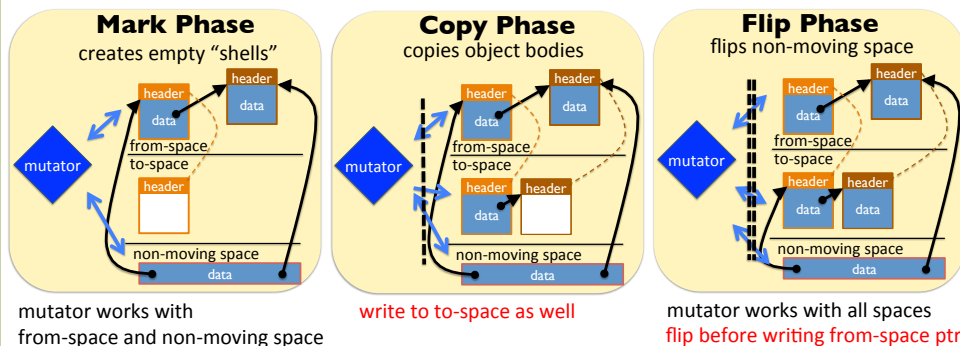 Mark Phase
creates empty “shells”
header
header
data
data
from-space
to-space
mutator
header
non-moving space
data
mutator works with
from-space and non-moving space
Copy Phase
copies object bodies
header
header
data
data
from-space
to-space
mutator
header
header
data
non-moving space
data
write to to-space as well
Flip Phase
flips non-moving space
header
header
data
data
from-space
to-space
mutator
header
header
data
data
non-moving space
data
mutator works with all spaces
flip before writing from-space ptr